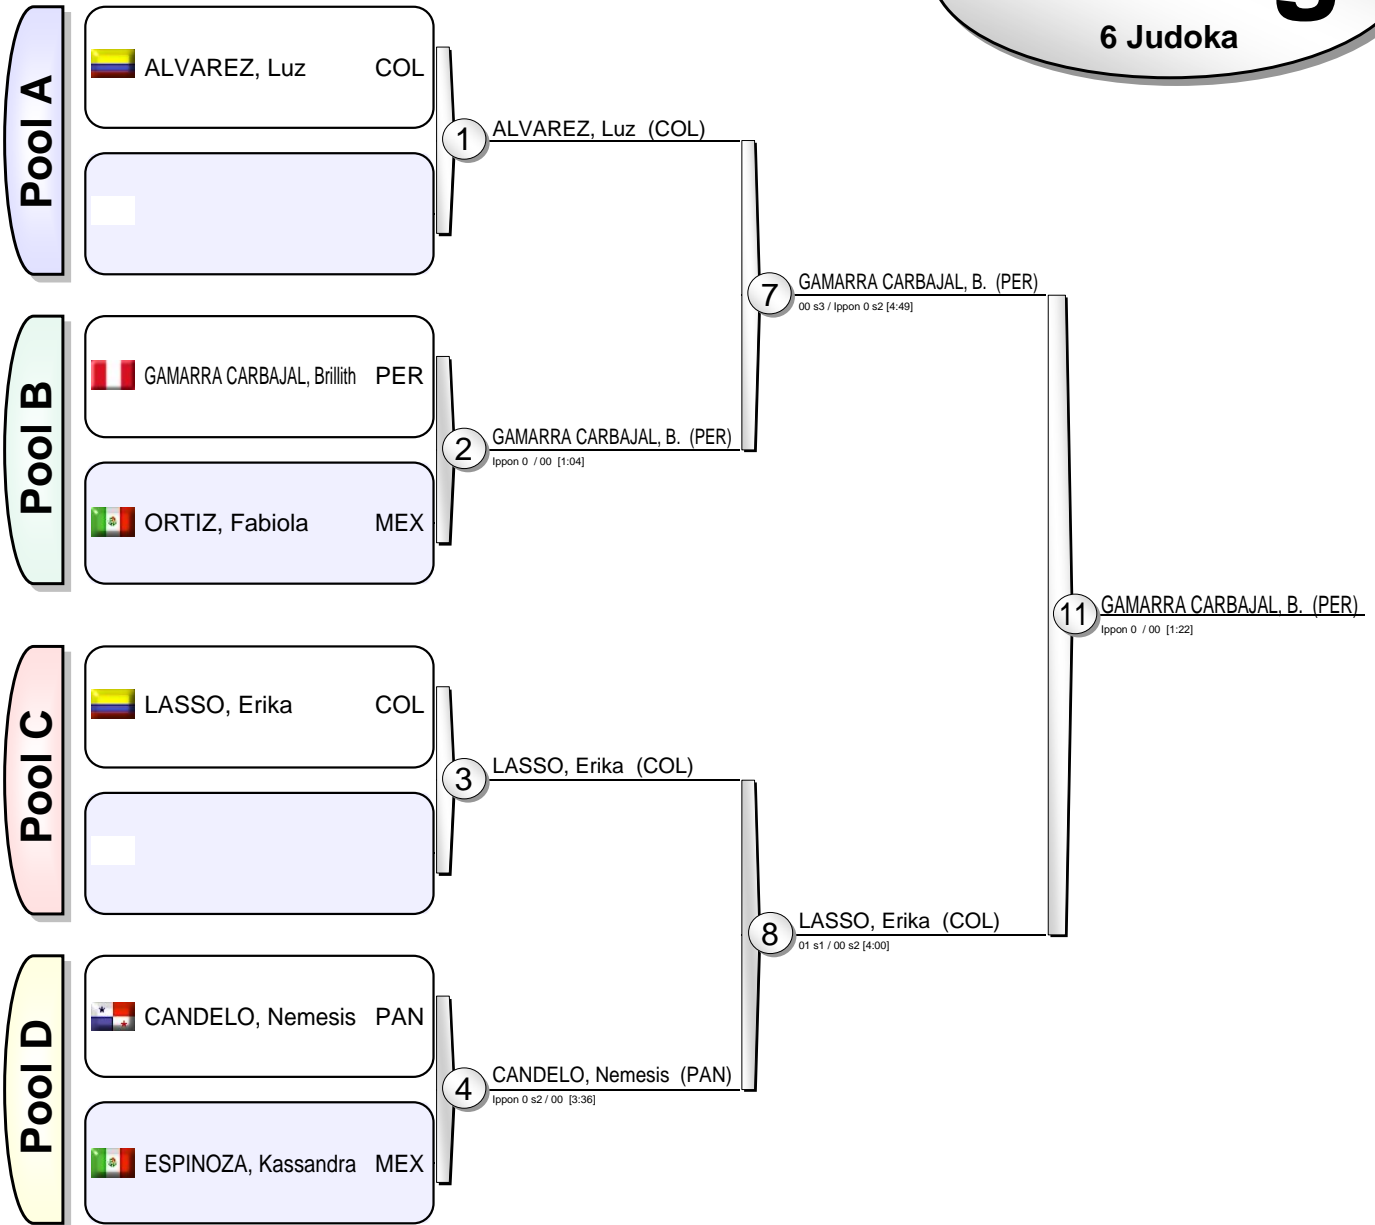 6 Judoka
Pool A
ALVAREZ, Luz COL
1 ALVAREZ, Luz (COL)
7 GAMARRA CARBAJAL, B. (PER)
00 s3 / Ippon 0 s2 [4:49]
Pool B
GAMARRA CARBAJAL, Brillith PER
2 GAMARRA CARBAJAL, B. (PER)
Ippon 0 / 00 [1:04]
ORTIZ, Fabiola MEX
11 GAMARRA CARBAJAL, B. (PER)
Ippon 0 / 00 [1:22]
Pool C
LASSO, Erika COL
3 LASSO, Erika (COL)
8 LASSO, Erika (COL)
01 s1 / 00 s2 [4:00]
Pool D
CANDELO, Nemesis PAN
4 CANDELO, Nemesis (PAN)
Ippon 0 s2 / 00 [3:36]
ESPINOZA, Kassandra MEX